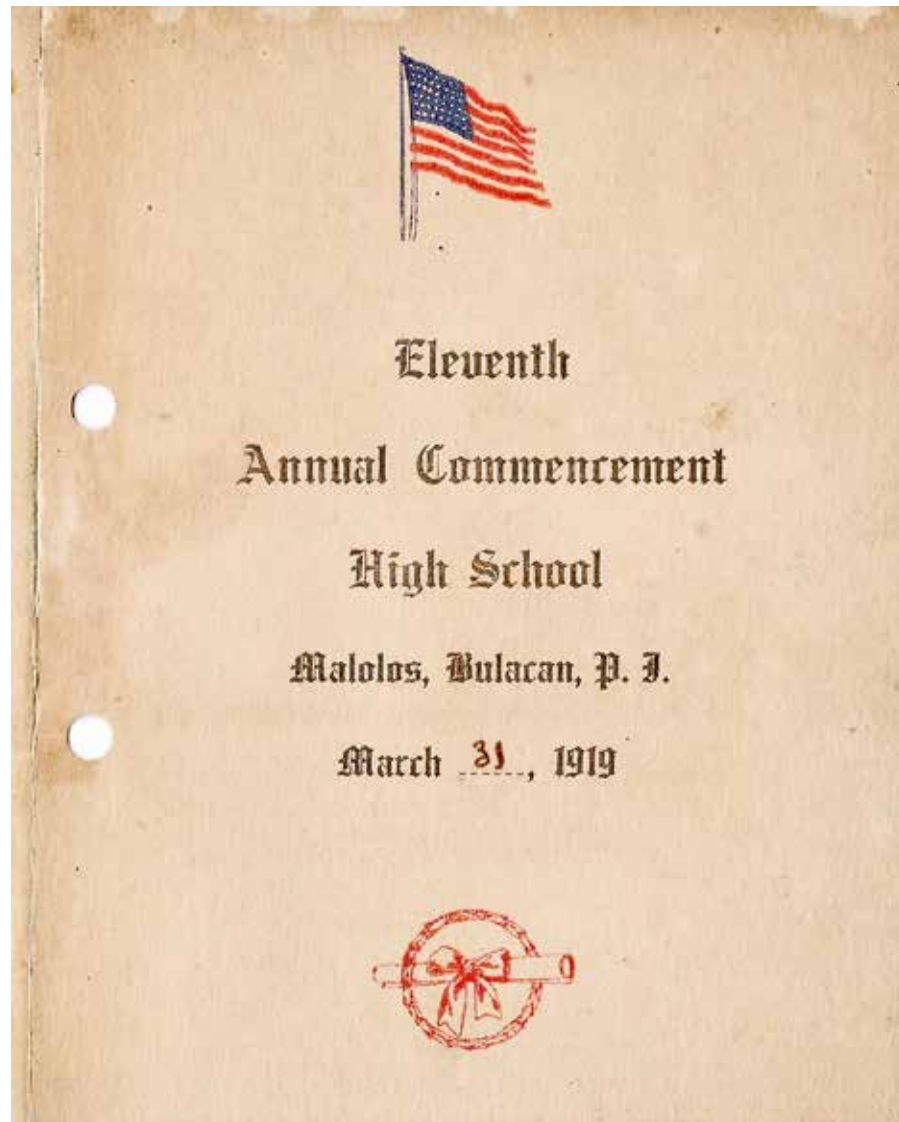 Eleventh
Annual Commencement
High School
Malolos, Bulacan, P. I.
March 31, 1919